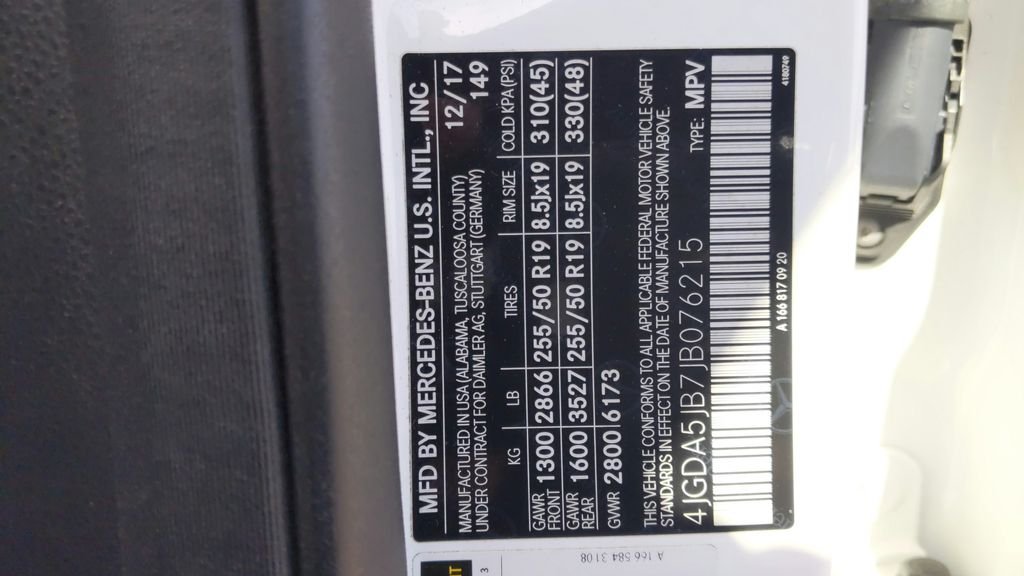 MFD BY MERCEDES-BENZ U.S. INTL., INC
MANUFACTURED IN USA (ALABAMA, TUSCALOOSA COUNTY) 12/17
UNDER CONTRACT FOR DAIMLER AG, STUTTGART (GERMANY) 149
KG LB TIRES RIM SIZE COLD KPA(PSI)
GAWR FRONT 1300 2866 255/50 R19 8.5Jx19 310(45)
GAWR REAR 1600 3527 255/50 R19 8.5Jx19 330(48)
GVWR 2800 6173
THIS VEHICLE CONFORMS TO ALL APPLICABLE FEDERAL MOTOR VEHICLE SAFETY
STANDARDS IN EFFECT ON THE DATE OF MANUFACTURE SHOWN ABOVE.
4JGDA5JB7JB076215 TYPE: MPV
A 166 817 09 20 4180749
3
A 166 584 31 08